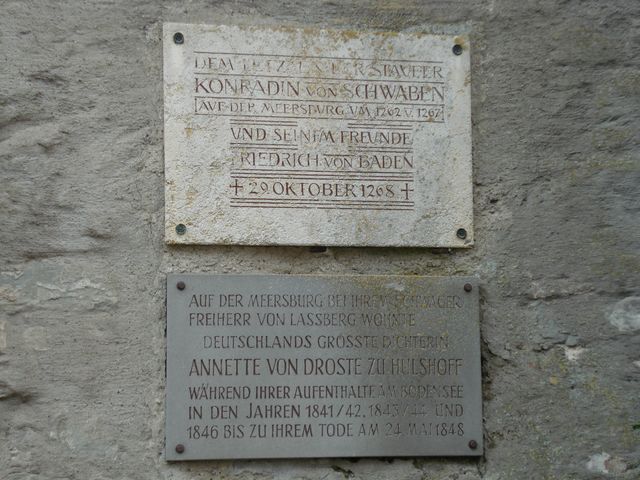 DEM LETZTEN DER STAUFER
KONRADIN VON SCHWABEN
AVF DER MEERSBURG VM 1262 V. 1267
VND SEINEM FREUNDE
FRIEDRICH VON BADEN
+ 29. OKTOBER 1268 +
AUF DER MEERSBURG BEI IHREM SCHWAGER
FREIHERR VON LASSBERG WOHNTE
DEUTSCHLANDS GRÖSSTE DICHTERIN
ANNETTE VON DROSTE ZU HÜLSHOFF
WÄHREND IHRER AUFENTHALTE AM BODENSEE
IN DEN JAHREN 1841/42, 1843/44 UND
1846 BIS ZU IHREM TODE AM 24. MAI 1848